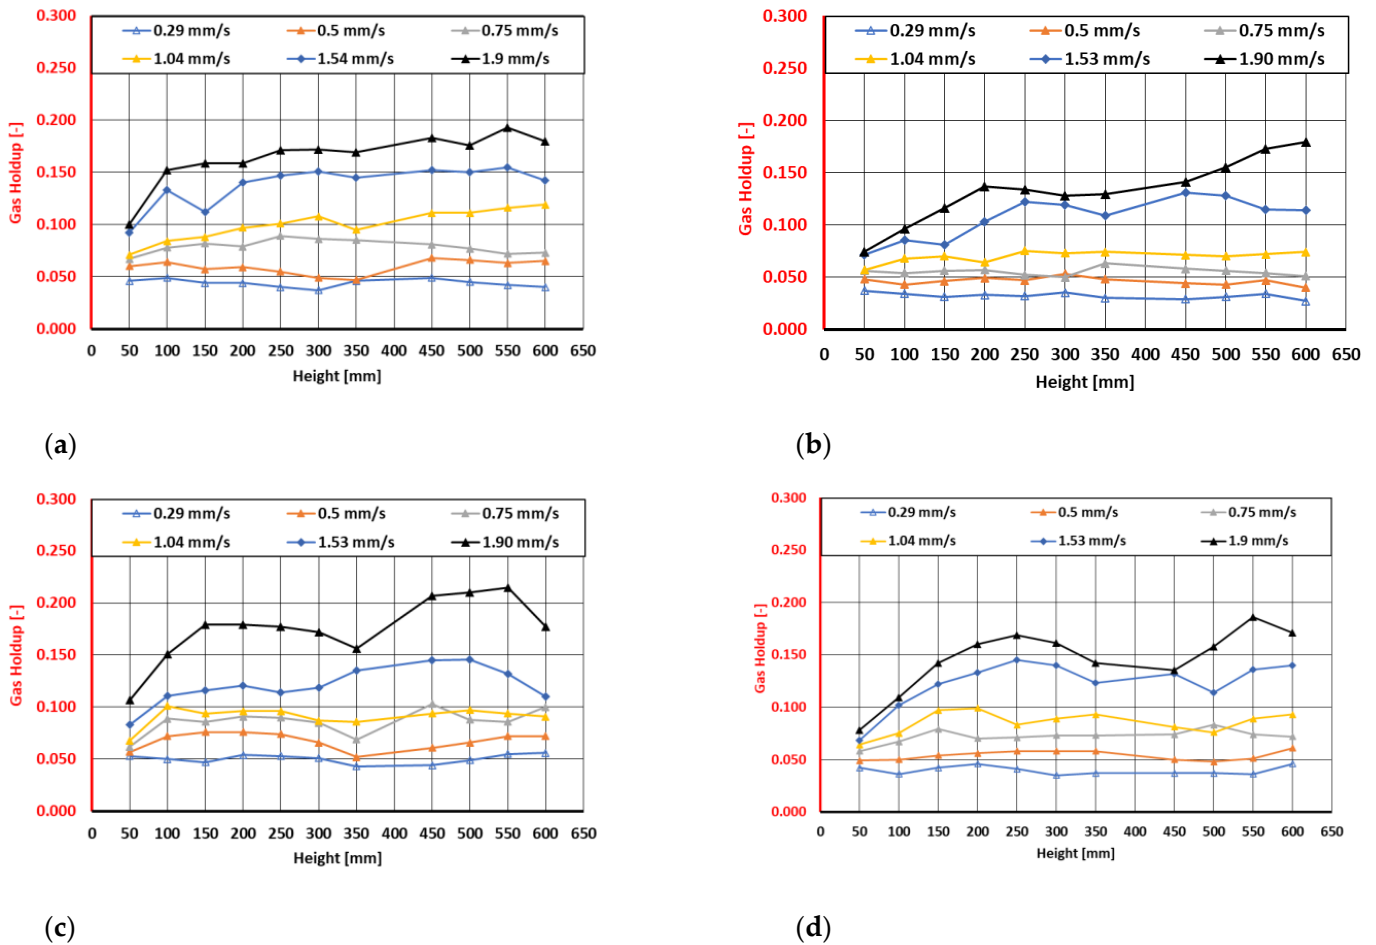 0.300
0.250
0.200
0.150
0.100
0.050
0.000
Gas Holdup [-]
0.29 mm/s 0.5 mm/s 0.75 mm/s
1.04 mm/s 1.54 mm/s 1.9 mm/s
0 50 100 150 200 250 300 350 400 450 500 550 600 650
Height [mm]
(a)
0.300
0.250
0.200
0.150
0.100
0.050
0.000
Gas Holdup [-]
0.29 mm/s 0.5 mm/s 0.75 mm/s
1.04 mm/s 1.53 mm/s 1.90 mm/s
0 50 100 150 200 250 300 350 400 450 500 550 600 650
Height [mm]
(b)
0.300
0.250
0.200
0.150
0.100
0.050
0.000
Gas Holdup [-]
0.29 mm/s 0.5 mm/s 0.75 mm/s
1.04 mm/s 1.53 mm/s 1.90 mm/s
0 50 100 150 200 250 300 350 400 450 500 550 600 650
Height [mm]
(c)
0.300
0.250
0.200
0.150
0.100
0.050
0.000
Gas Holdup [-]
0.29 mm/s 0.5 mm/s 0.75 mm/s
1.04 mm/s 1.53 mm/s 1.9 mm/s
0 50 100 150 200 250 300 350 400 450 500 550 600 650
Height [mm]
(d)